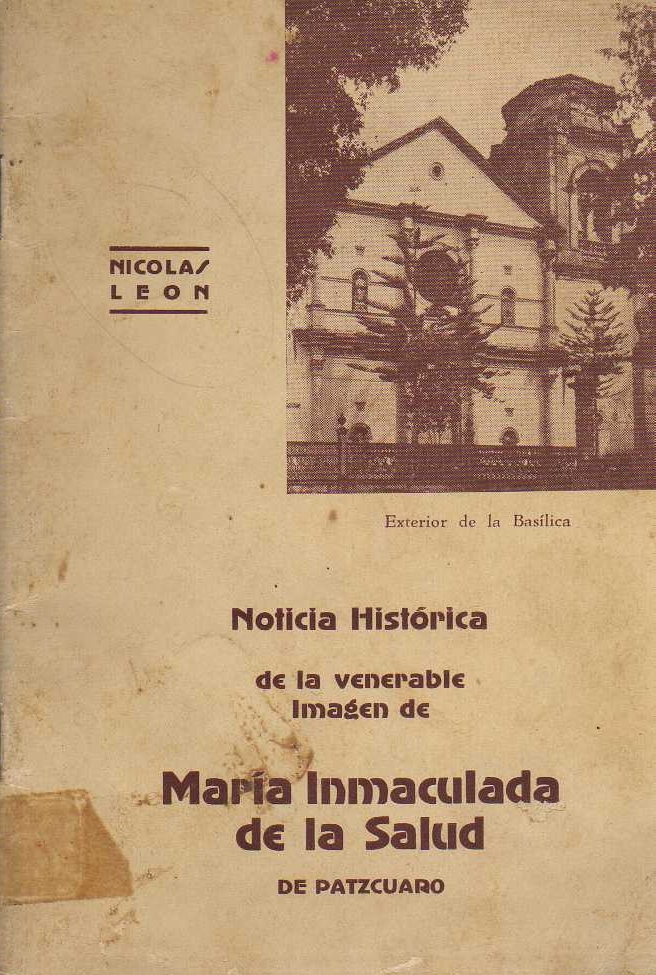 NICOLAS
LEON
Exterior de la Basílica
Noticia Histórica
de la venerable
Imagen de
María Inmaculada
de la Salud
DE PATZCUARO